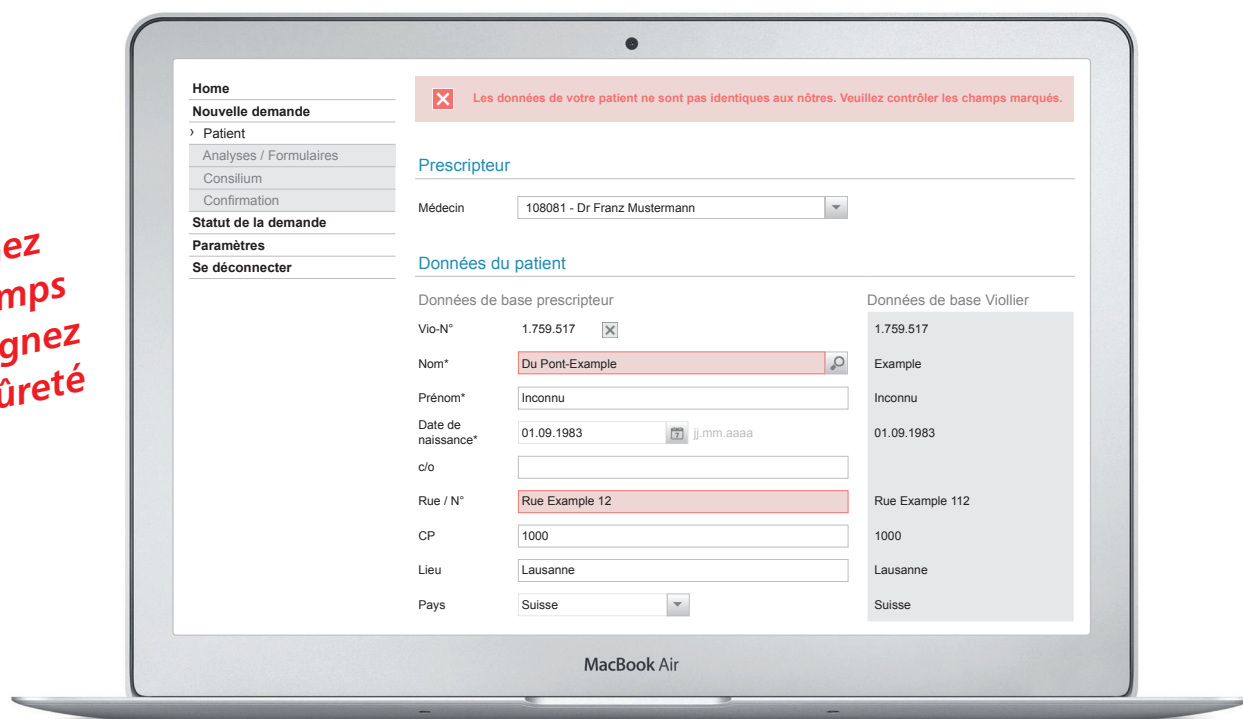 Home
Nouvelle demande
Patient
Analyses / Formulaires
Consilium
Confirmation
Statut de la demande
Paramètres
Se déconnecter
Les données de votre patient ne sont pas identiques aux nôtres. Veuillez contrôler les champs marqués.
Prescripteur
Médecin 108081 - Dr Franz Mustermann
Données du patient
Données de base prescripteur Données de base Viollier
Vio-N° 1.759.517 1.759.517
Nom* Du Pont-Example Example
Prénom* Inconnu Inconnu
Date de
naissance* 01.09.1983 jj.mm.aaaa 01.09.1983
c/o
Rue / N° Rue Example 12 Rue Example 112
CP 1000 1000
Lieu Lausanne Lausanne
Pays Suisse Suisse
MacBook Air